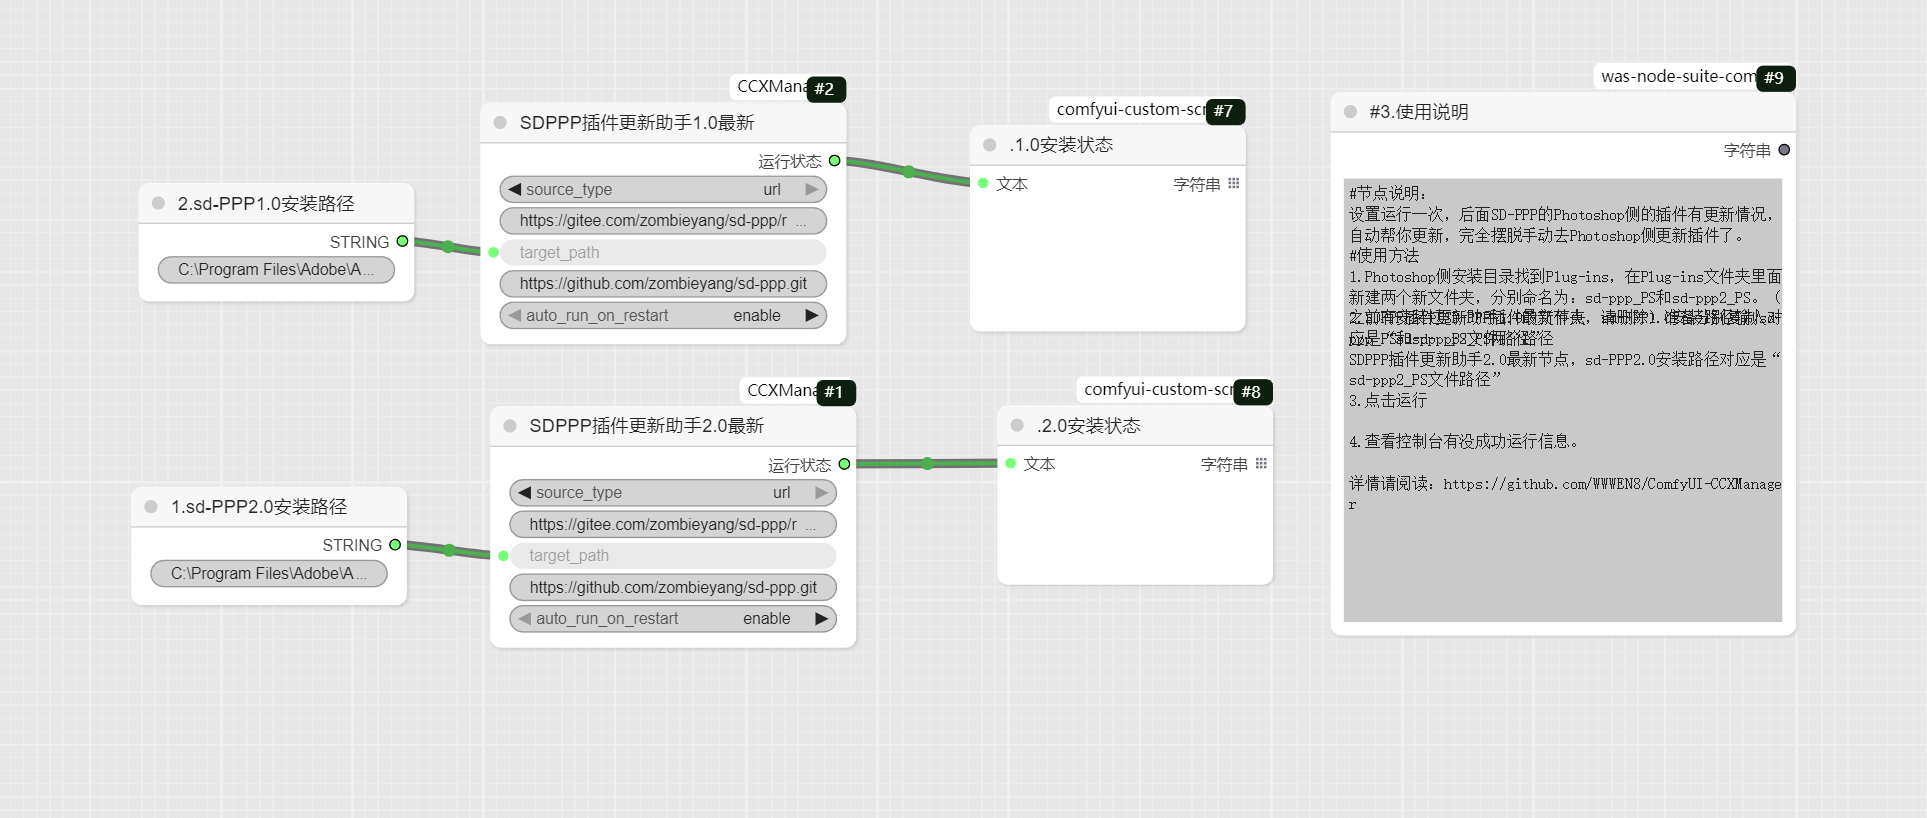 CCXMana
#2
SDPPP插件更新助手1.0最新
运行状态
source_type url
https://gitee.com/zombieyang/sd-ppp/r ...
target_path
https://github.com/zombieyang/sd-ppp.git
auto_run_on_restart enable
2.sd-PPP1.0安装路径
STRING
C:\Program Files\Adobe\A...
comfyui-custom-scr
#7
.1.0安装状态
文本 字符串
CCXMana
#1
SDPPP插件更新助手2.0最新
运行状态
source_type url
https://gitee.com/zombieyang/sd-ppp/r ...
target_path
https://github.com/zombieyang/sd-ppp.git
auto_run_on_restart enable
1.sd-PPP2.0安装路径
STRING
C:\Program Files\Adobe\A...
comfyui-custom-scr
#8
.2.0安装状态
文本 字符串
was-node-suite-com
#9
#3.使用说明
字符串
#节点说明：
设置运行一次，后面SD-PPP的Photoshop侧的插件有更新情况，
自动帮你更新，完全摆脱手动去Photoshop侧更新插件了。
#使用方法
1.Photoshop侧安装目录找到Plug-ins，在Plug-ins文件夹里面
新建两个新文件夹，分别命名为：sd-ppp_PS和sd-ppp2_PS。（
SDPPP插件更新助手2.0最新节点，sd-PPP2.0安装路径对应是“
sd-ppp2_PS文件路径”
3.点击运行
4.查看控制台有没成功运行信息。
详情请阅读：https://github.com/WWWEN8/ComfyUI-CCXManage
r